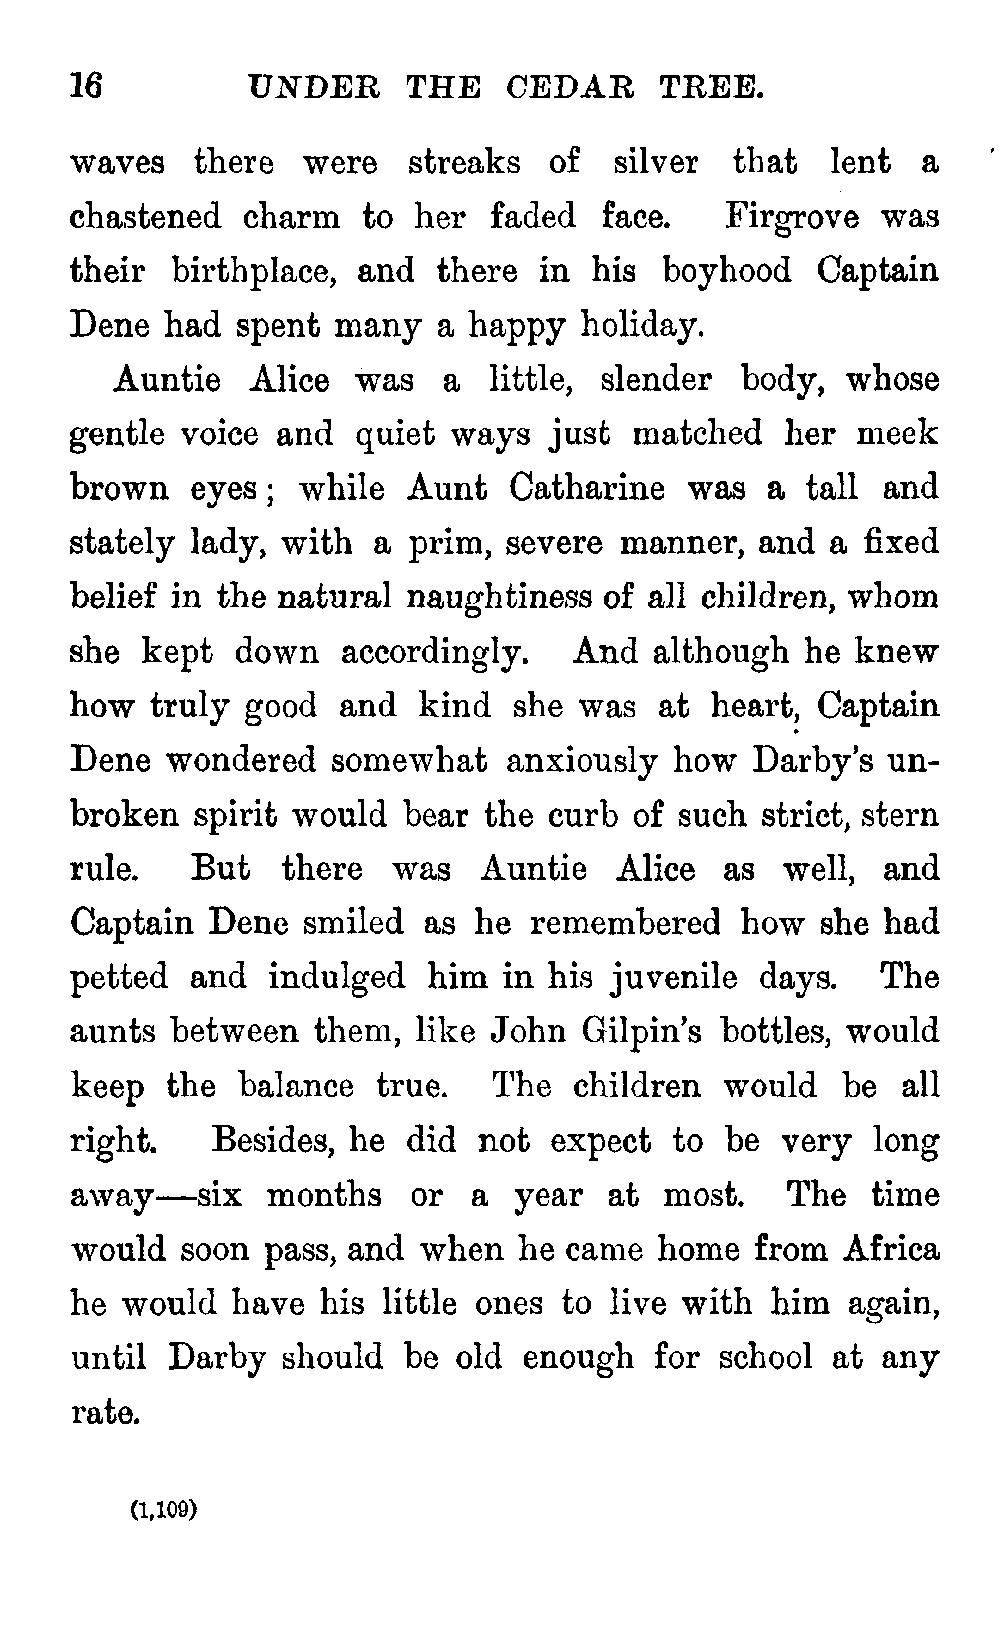 16 UNDER THE CEDAR TREE.
waves there were streaks of silver that lent a
chastened charm to her faded face. Firgrove was
their birthplace, and there in his boyhood Captain
Dene had spent many a happy holiday.
Auntie Alice was a little, slender body, whose
gentle voice and quiet ways just matched her meek
brown eyes; while Aunt Catharine was a tall and
stately lady, with a prim, severe manner, and a fixed
belief in the natural naughtiness of all children, whom
she kept down accordingly. And although he knew
how truly good and kind she was at heart, Captain
Dene wondered somewhat anxiously how Darby's un-
broken spirit would bear the curb of such strict, stern
rule. But there was Auntie Alice as well, and
Captain Dene smiled as he remembered how she had
petted and indulged him in his juvenile days. The
aunts between them, like John Gilpin's bottles, would
keep the balance true. The children would be all
right. Besides, he did not expect to be very long
away—six months or a year at most. The time
would soon pass, and when he came home from Africa
he would have his little ones to live with him again,
until Darby should be old enough for school at any
rate.
(1,109)